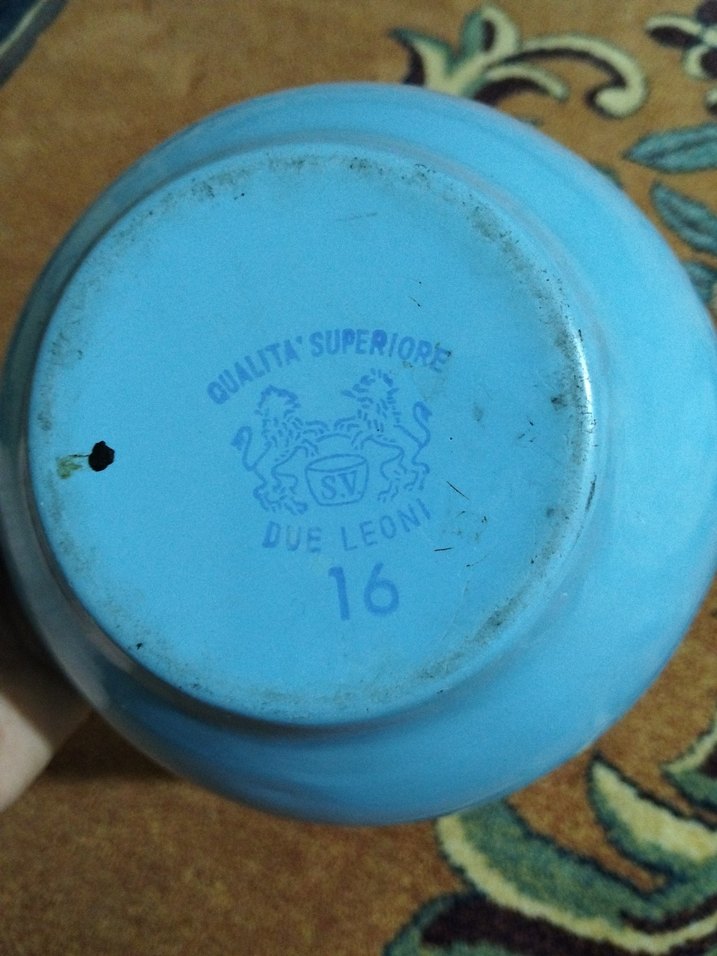 QUALITA' SUPERIORE
S.V
DUE LEONI
16